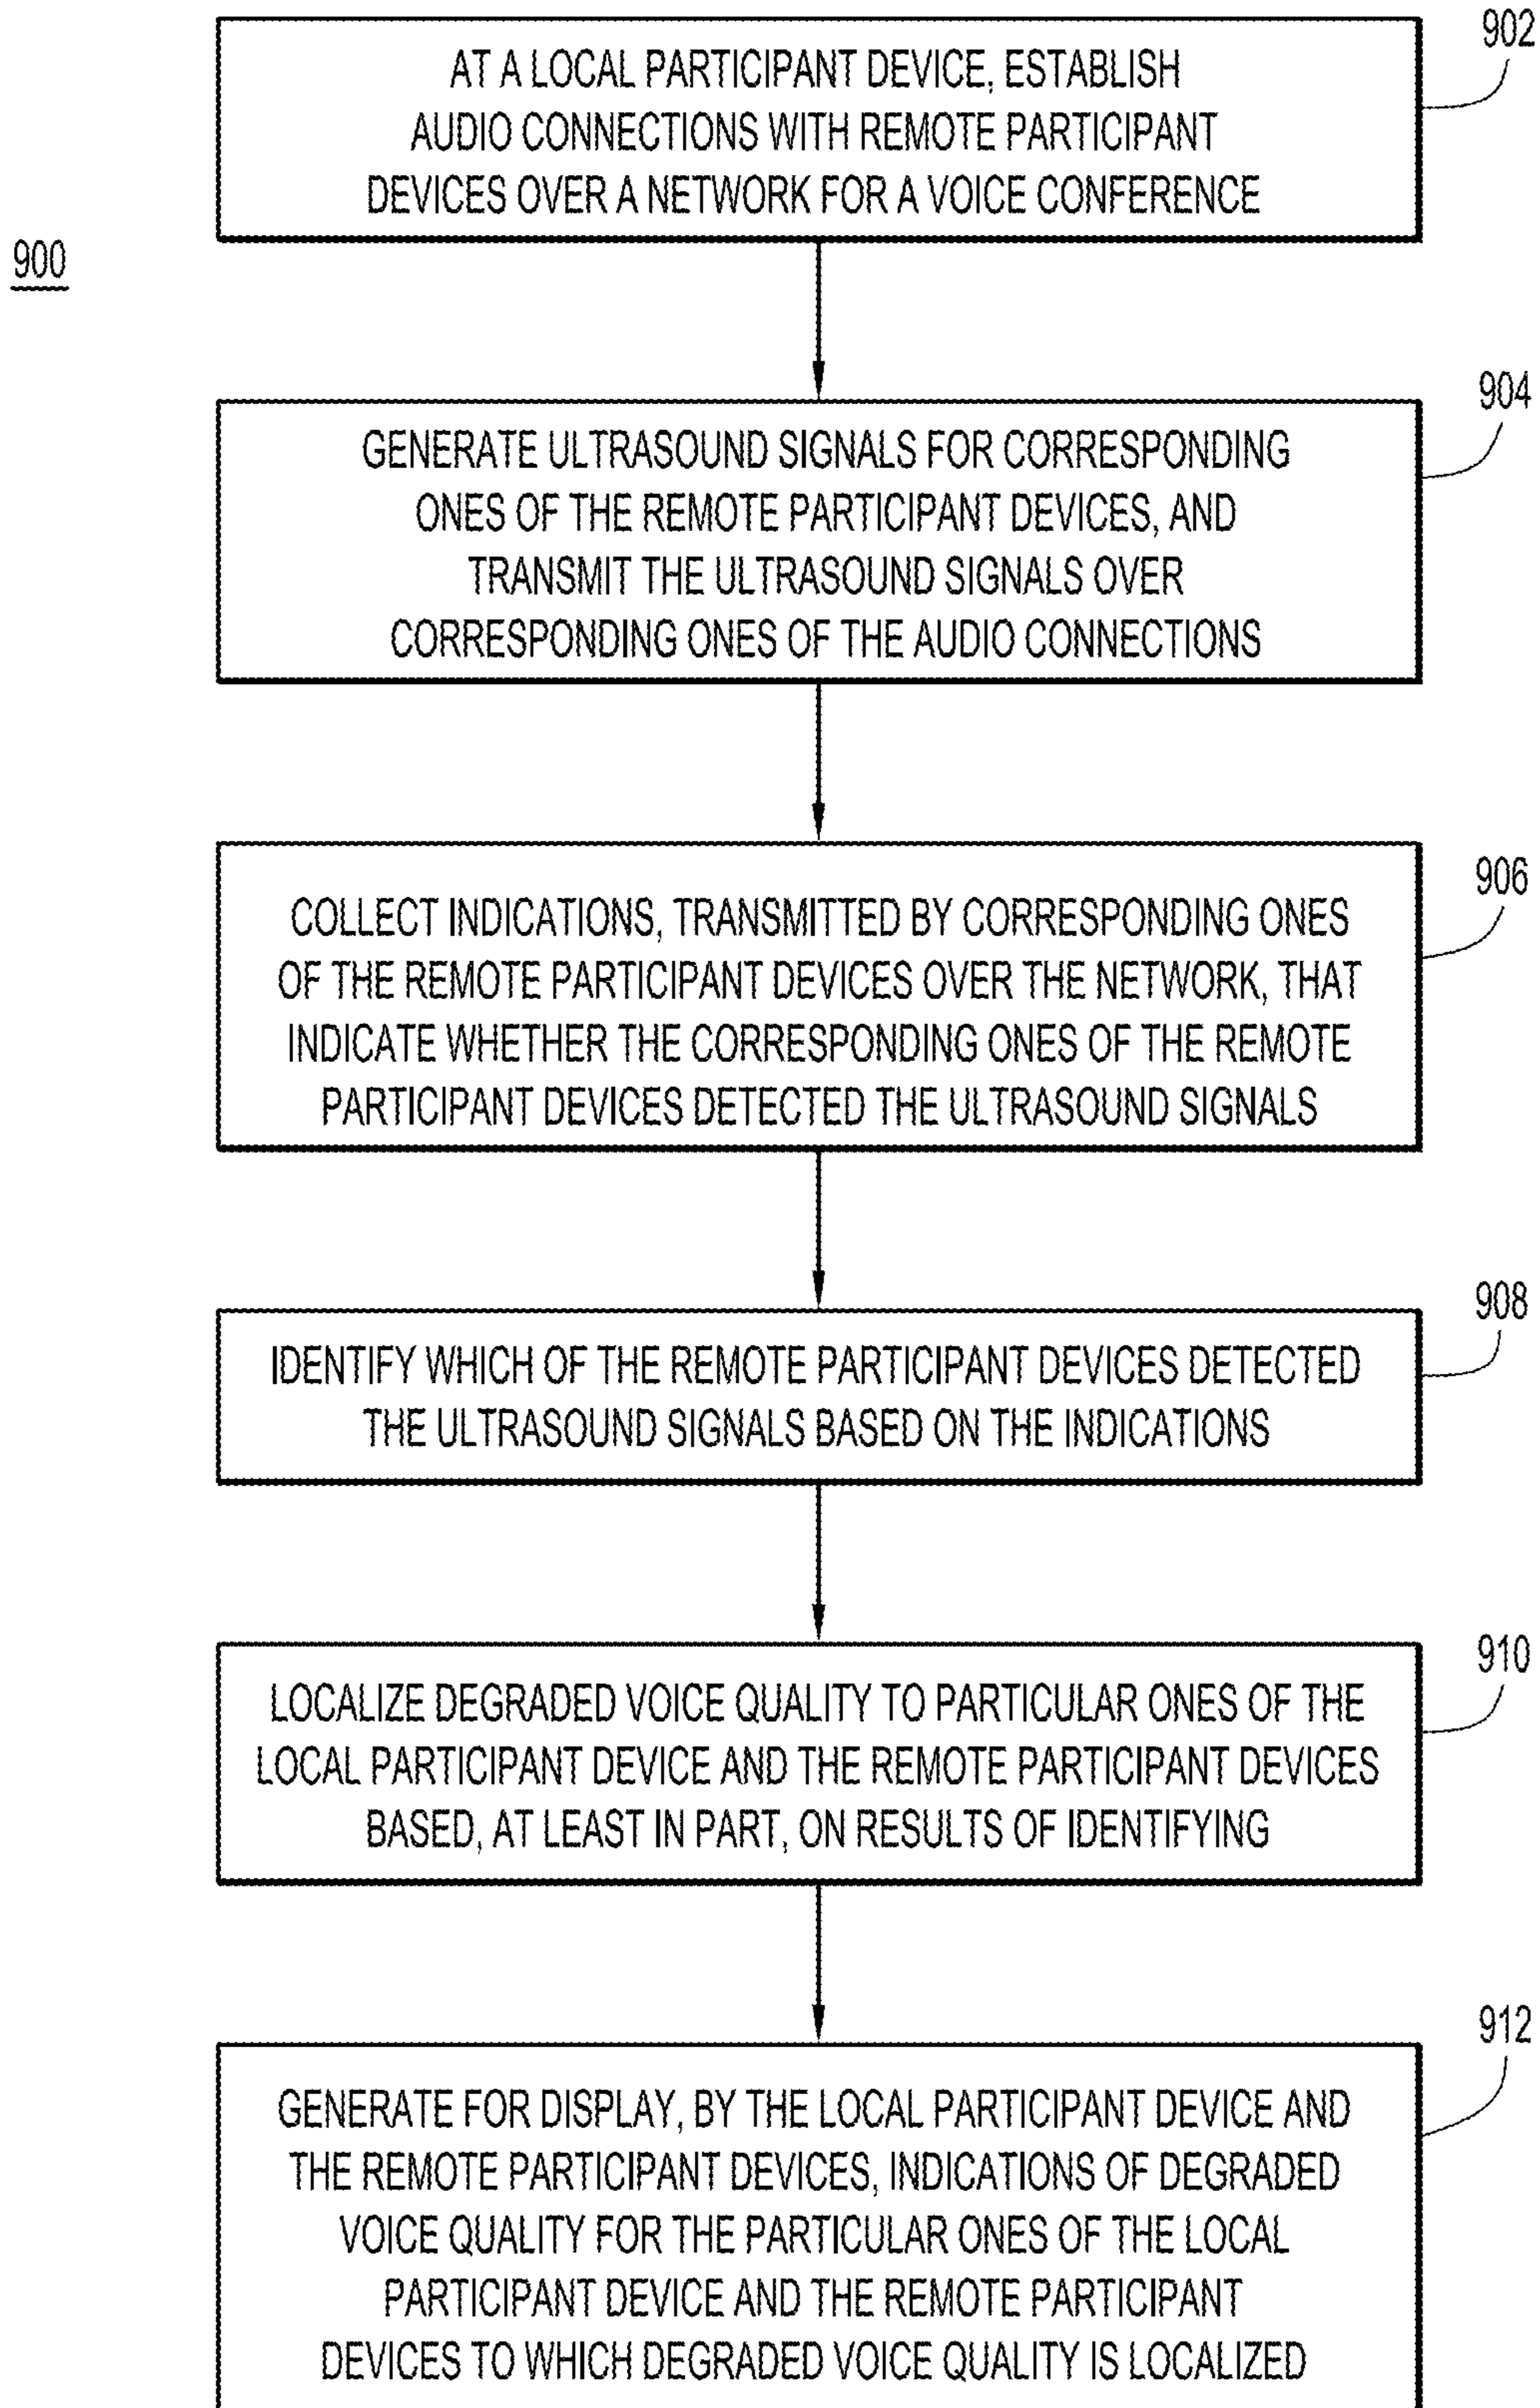 902
AT A LOCAL PARTICIPANT DEVICE, ESTABLISH
AUDIO CONNECTIONS WITH REMOTE PARTICIPANT
DEVICES OVER A NETWORK FOR A VOICE CONFERENCE
900
904
GENERATE ULTRASOUND SIGNALS FOR CORRESPONDING
ONES OF THE REMOTE PARTICIPANT DEVICES, AND
TRANSMIT THE ULTRASOUND SIGNALS OVER
CORRESPONDING ONES OF THE AUDIO CONNECTIONS
906
COLLECT INDICATIONS, TRANSMITTED BY CORRESPONDING ONES
OF THE REMOTE PARTICIPANT DEVICES OVER THE NETWORK, THAT
INDICATE WHETHER THE CORRESPONDING ONES OF THE REMOTE
PARTICIPANT DEVICES DETECTED THE ULTRASOUND SIGNALS
908
IDENTIFY WHICH OF THE REMOTE PARTICIPANT DEVICES DETECTED
THE ULTRASOUND SIGNALS BASED ON THE INDICATIONS
910
LOCALIZE DEGRADED VOICE QUALITY TO PARTICULAR ONES OF THE
LOCAL PARTICIPANT DEVICE AND THE REMOTE PARTICIPANT DEVICES
BASED, AT LEAST IN PART, ON RESULTS OF IDENTIFYING
912
GENERATE FOR DISPLAY, BY THE LOCAL PARTICIPANT DEVICE AND
THE REMOTE PARTICIPANT DEVICES, INDICATIONS OF DEGRADED
VOICE QUALITY FOR THE PARTICULAR ONES OF THE LOCAL
PARTICIPANT DEVICE AND THE REMOTE PARTICIPANT
DEVICES TO WHICH DEGRADED VOICE QUALITY IS LOCALIZED